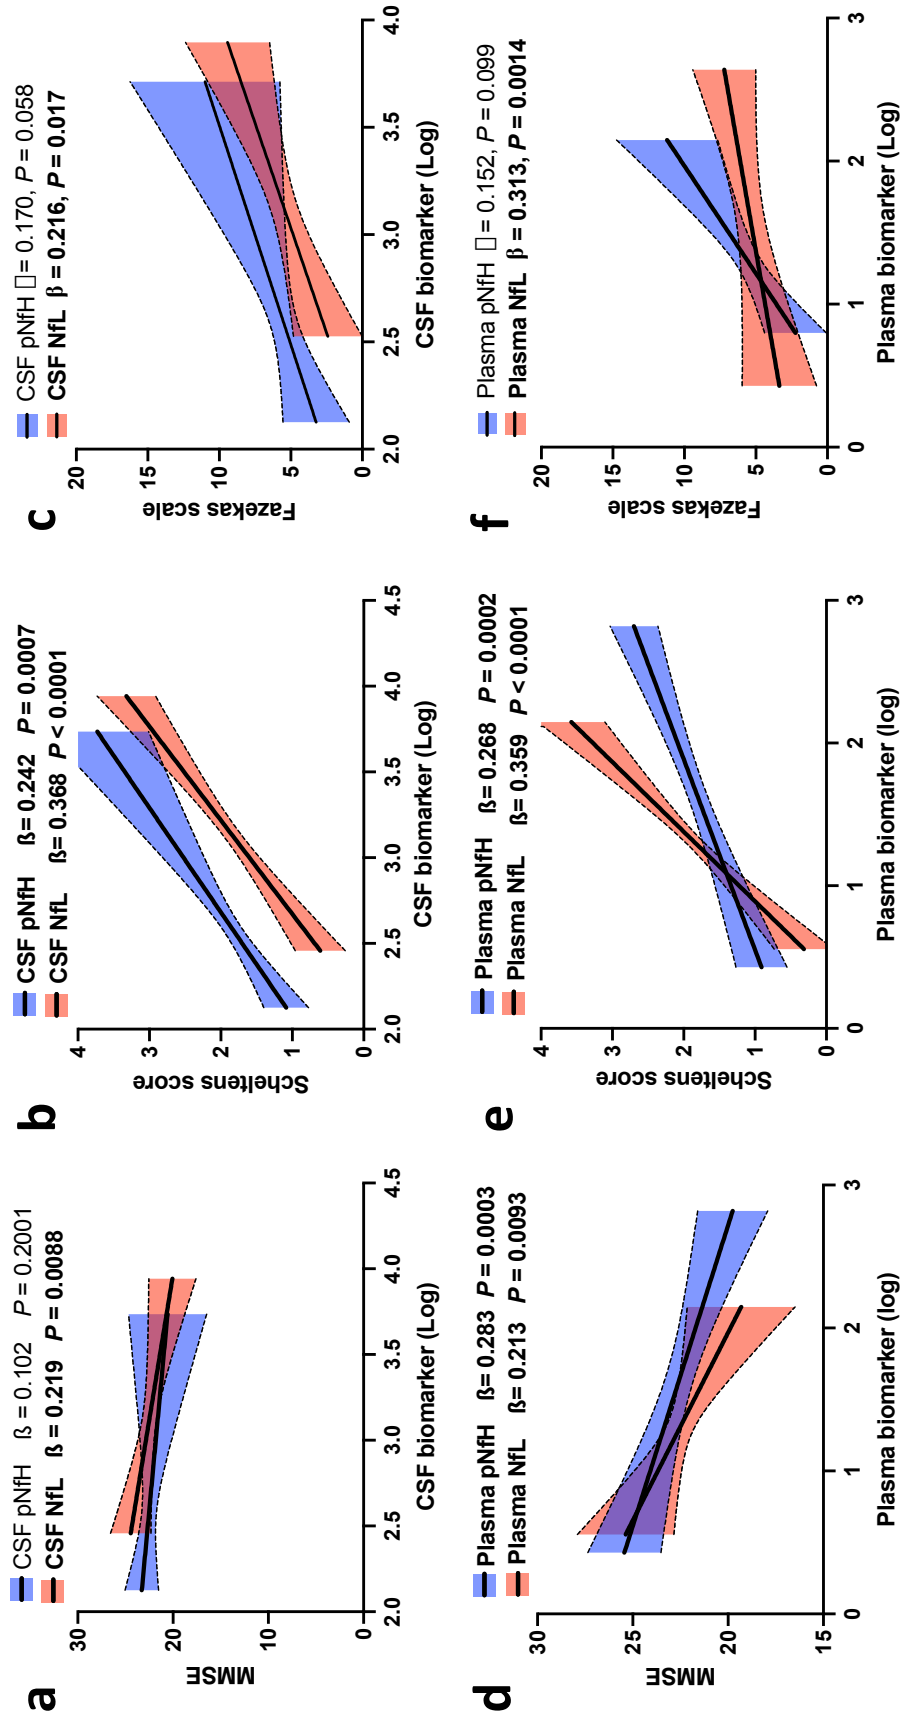 a
CSF pNfH ß = 0.102 P = 0.2001
CSF NfL ß = 0.219 P = 0.0088
MMSE
30
20
10
0
2.0 2.5 3.0 3.5 4.0 4.5
CSF biomarker (Log)
b
CSF pNfH ß= 0.242 P = 0.0007
CSF NfL ß= 0.368 P < 0.0001
Scheltens score
4
3
2
1
0
2.0 2.5 3.0 3.5 4.0 4.5
CSF biomarker (Log)
c
CSF pNfH □= 0.170, P = 0.058
CSF NfL β = 0.216, P = 0.017
Fazekas scale
20
15
10
5
0
2.0 2.5 3.0 3.5 4.0
CSF biomarker (Log)
d
Plasma pNfH ß= 0.283 P = 0.0003
Plasma NfL ß= 0.213 P = 0.0093
MMSE
30
25
20
15
0 1 2 3
Plasma biomarker (log)
e
Plasma pNfH ß= 0.268 P = 0.0002
Plasma NfL ß= 0.359 P < 0.0001
Scheltens score
4
3
2
1
0
0 1 2 3
Plasma biomarker (log)
f
Plasma pNfH □= 0.152, P = 0.099
Plasma NfL β = 0.313, P = 0.0014
Fazekas scale
20
15
10
5
0
0 1 2 3
Plasma biomarker (Log)